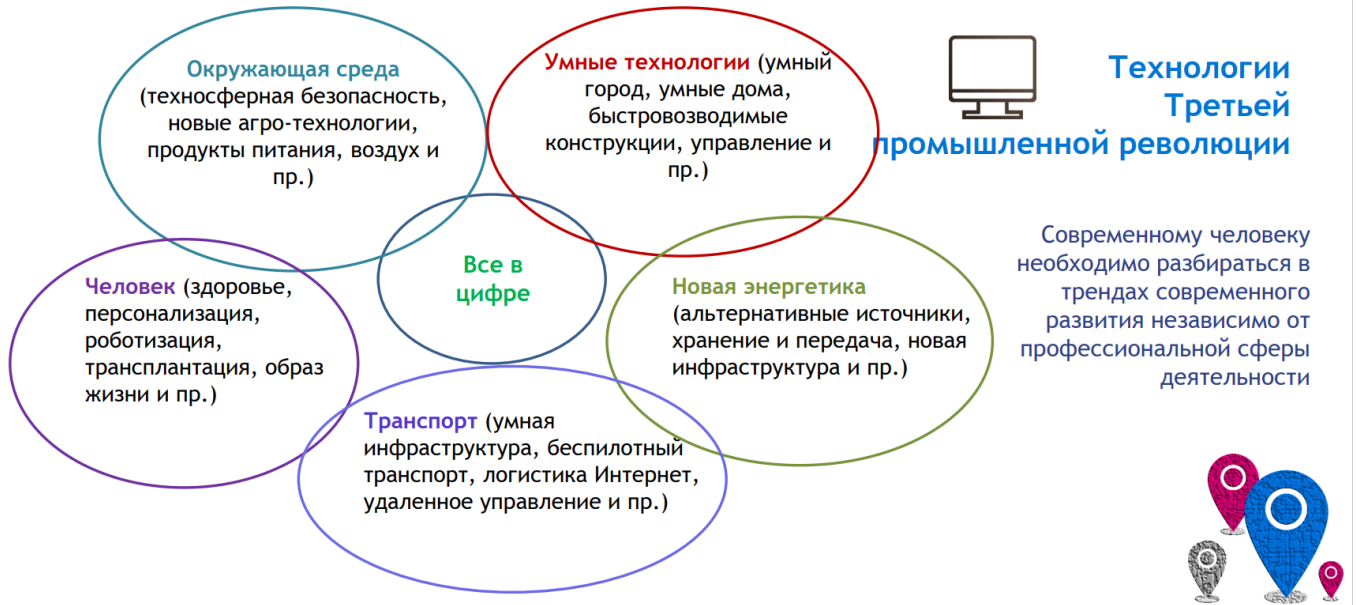 Окружающая среда
(техносферная безопасность,
новые агро-технологии,
продукты питания, воздух и
пр.)
Умные технологии (умный
город, умные дома,
быстровозводимые
конструкции, управление и
пр.)
Технологии
Третьей
промышленной революции
Все в
цифре
Человек (здоровье,
персонализация,
роботизация,
трансплантация, образ
жизни и пр.)
Новая энергетика
(альтернативные источники,
хранение и передача, новая
инфраструктура и пр.)
Транспорт (умная
инфраструктура, беспилотный
транспорт, логистика Интернет,
удаленное управление и пр.)
Современному человеку
необходимо разбираться в
трендах современного
развития независимо от
профессиональной сферы
деятельности